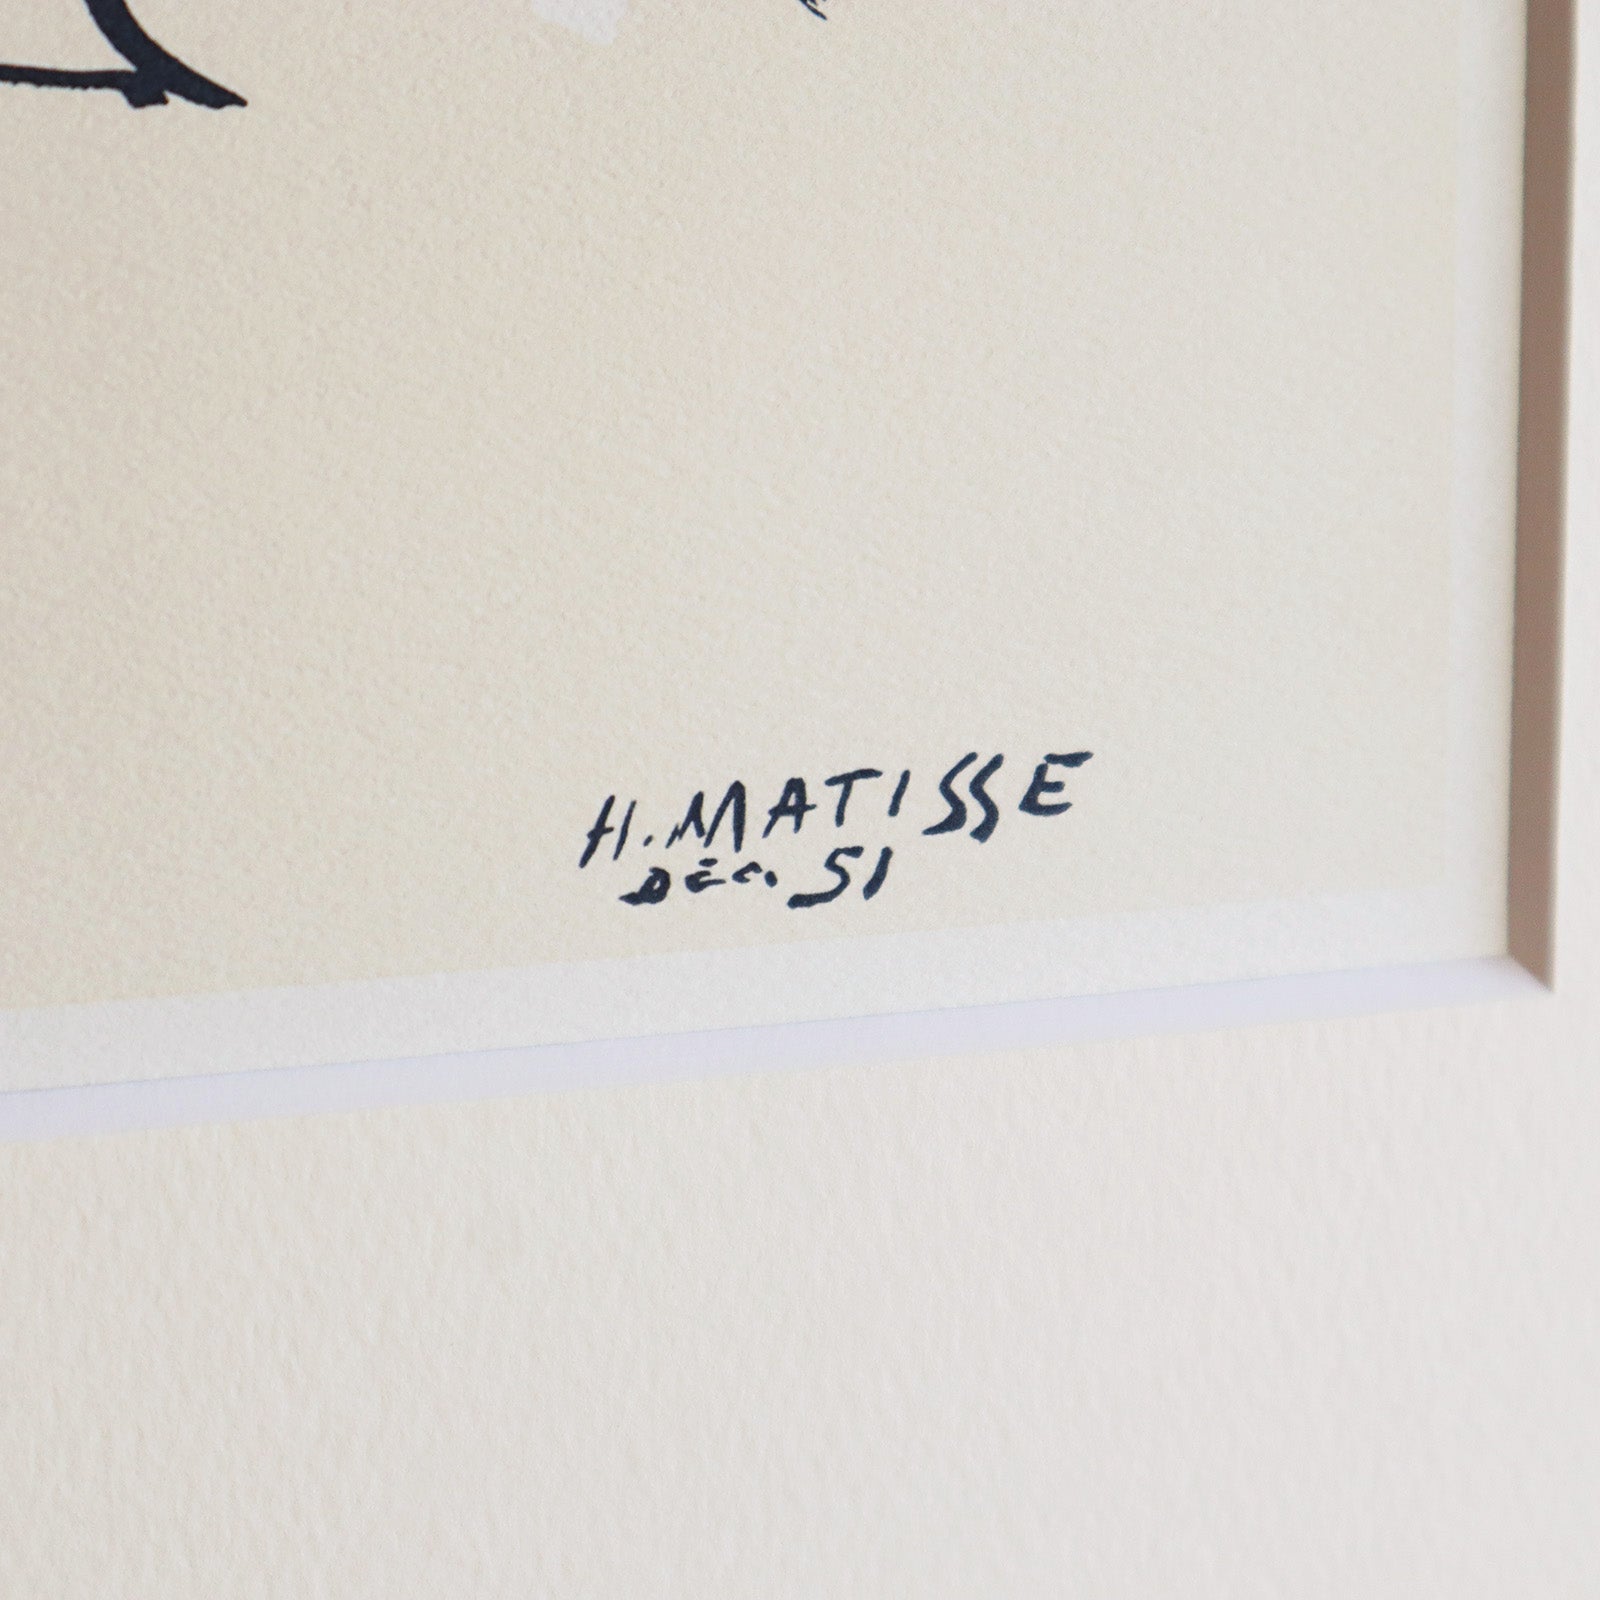 H. MATISSE
DÉC. 51